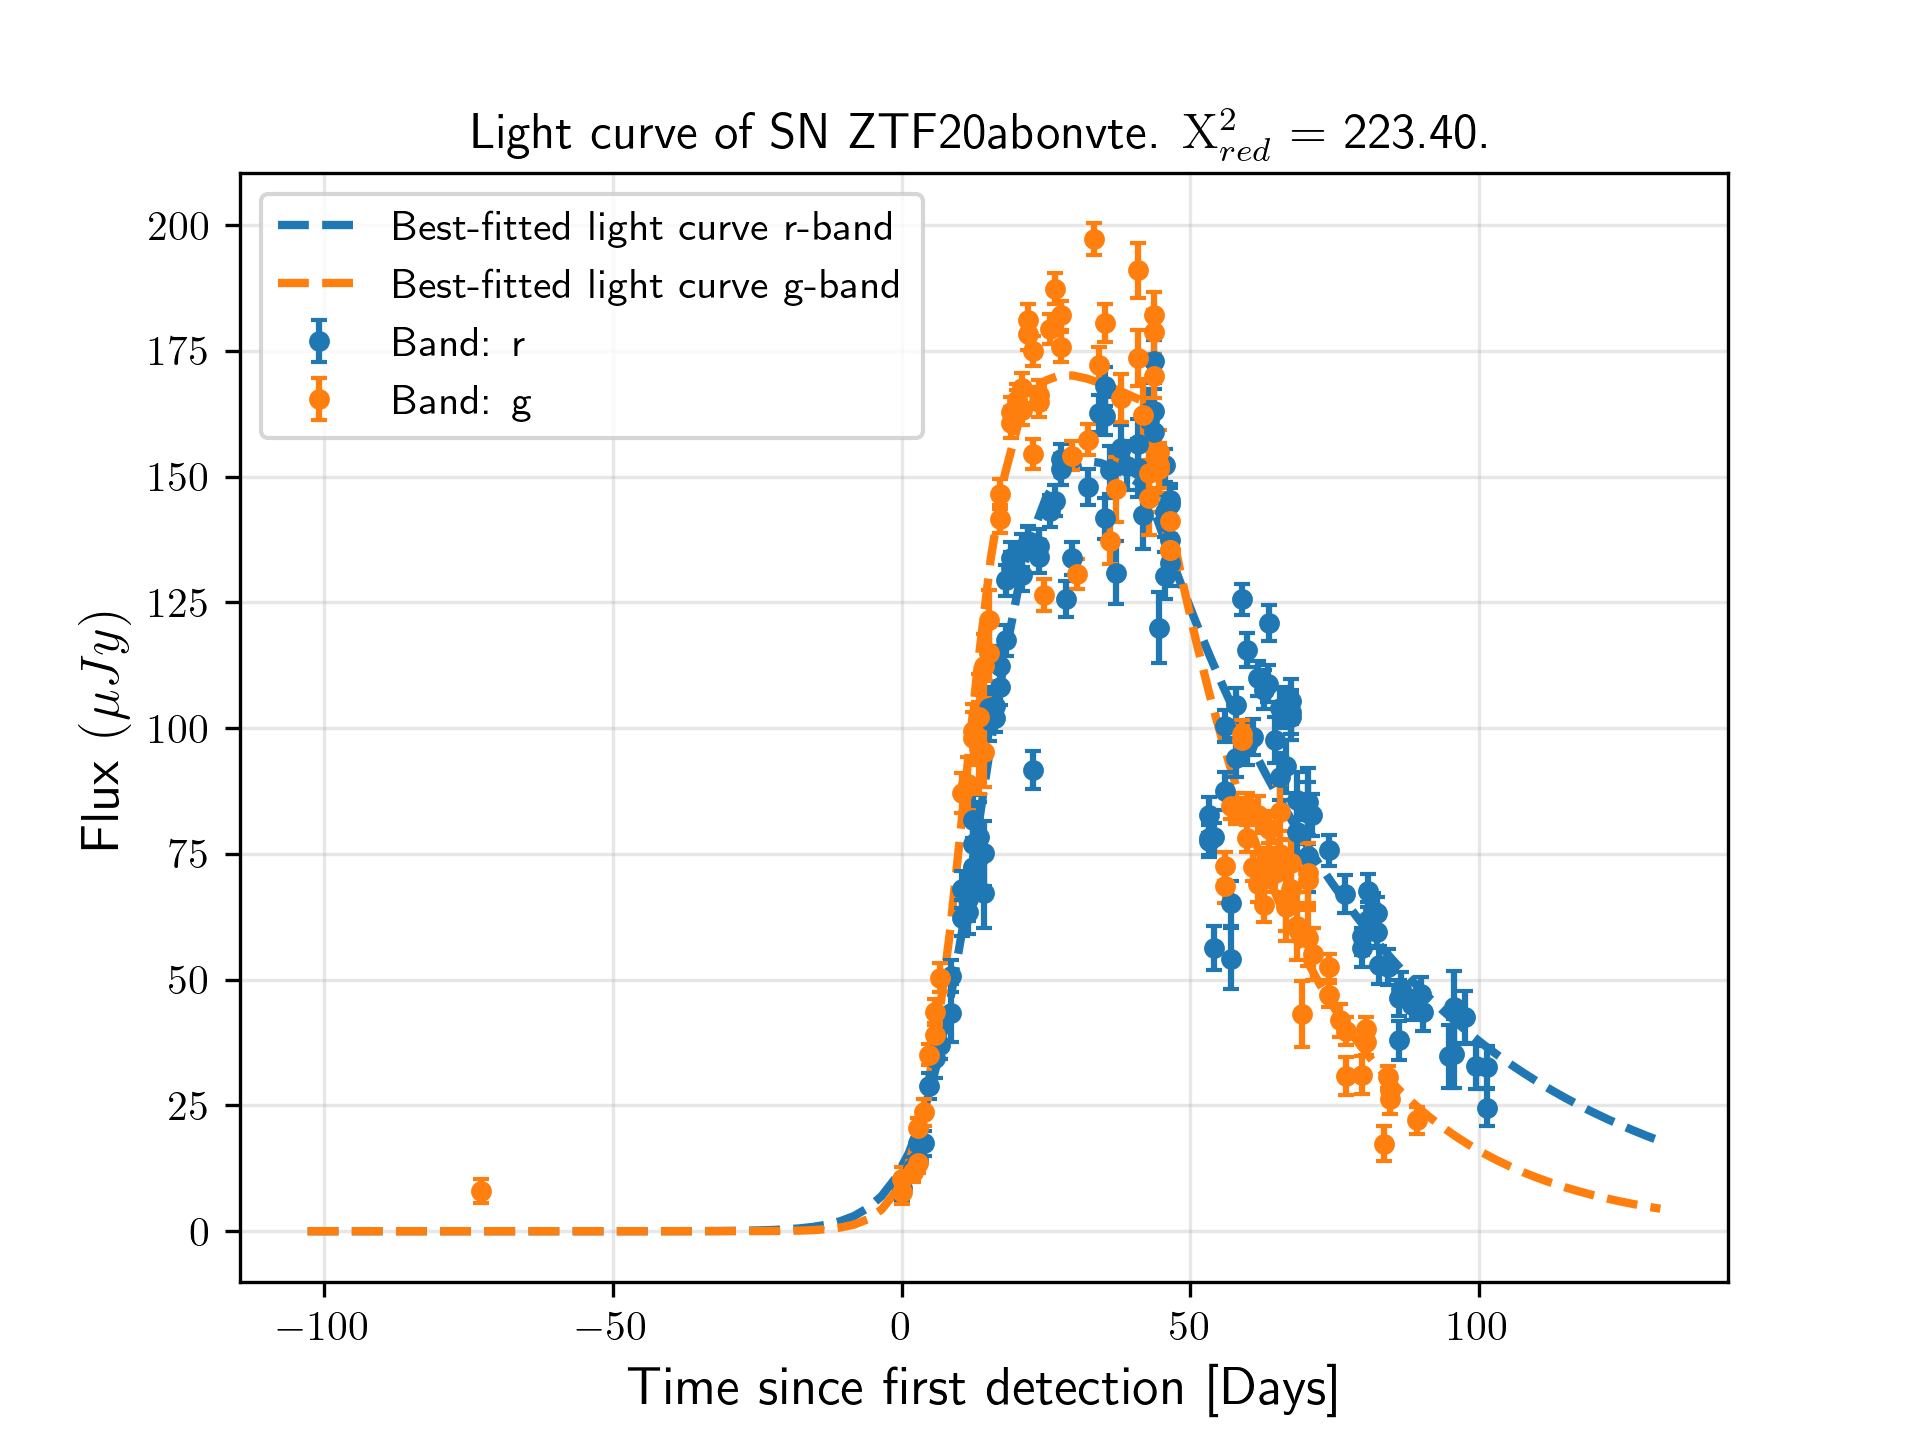 Light curve of SN ZTF20abonvte. X²_red = 223.40.
Best-fitted light curve r-band
Best-fitted light curve g-band
Band: r
Band: g
200
175
150
125
100
75
50
25
0
Flux (μJy)
−100 −50 0 50 100
Time since first detection [Days]